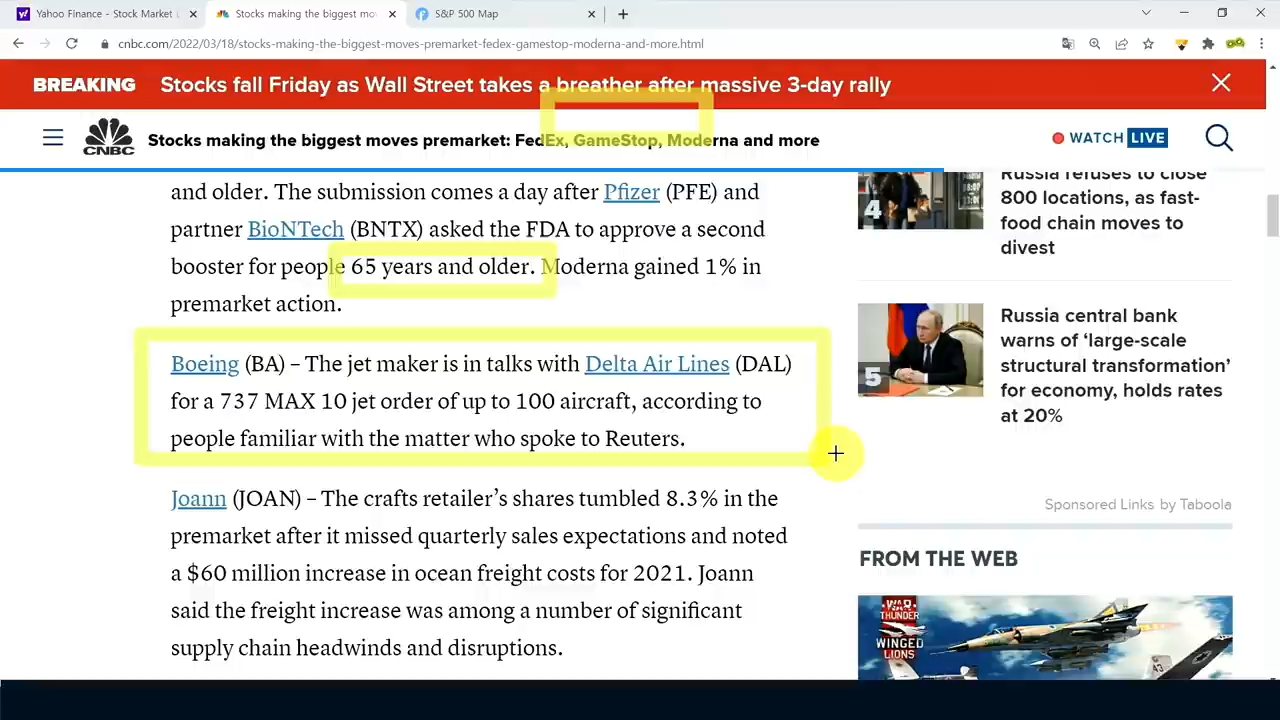 Yahoo Finance - Stock Market L
Stocks making the biggest mov
S&P 500 Map
cnbc.com/2022/03/18/stocks-making-the-biggest-moves-premarket-fedex-gamestop-moderna-and-more.html
BREAKING Stocks fall Friday as Wall Street takes a breather after massive 3-day rally
CNBC
Stocks making the biggest moves premarket: FedEx, GameStop, Moderna and more
WATCH LIVE
and older. The submission comes a day after Pfizer (PFE) and
partner BioNTech (BNTX) asked the FDA to approve a second
booster for people 65 years and older. Moderna gained 1% in
premarket action.
Boeing (BA) – The jet maker is in talks with Delta Air Lines (DAL)
for a 737 MAX 10 jet order of up to 100 aircraft, according to
people familiar with the matter who spoke to Reuters.
Joann (JOAN) – The crafts retailer’s shares tumbled 8.3% in the
premarket after it missed quarterly sales expectations and noted
a $60 million increase in ocean freight costs for 2021. Joann
said the freight increase was among a number of significant
supply chain headwinds and disruptions.
4
Russia refuses to close
800 locations, as fast-
food chain moves to
divest
5
Russia central bank
warns of ‘large-scale
structural transformation’
for economy, holds rates
at 20%
Sponsored Links by Taboola
FROM THE WEB
WAR THUNDER
WINGED
LIONS
43